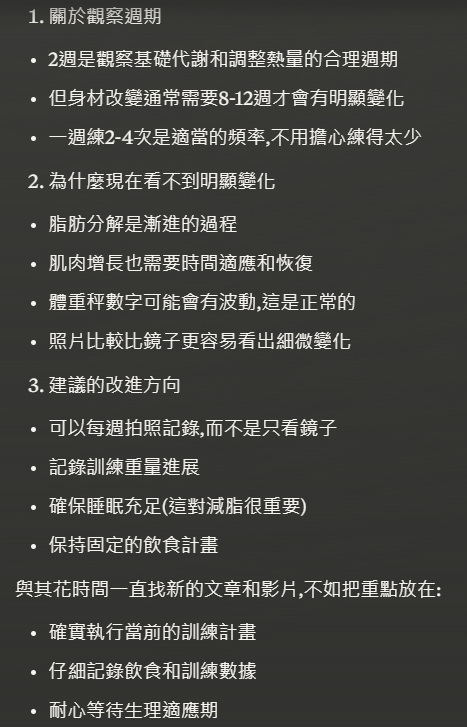 1. 關於觀察週期
• 2週是觀察基礎代謝和調整熱量的合理週期
• 但身材改變通常需要8-12週才會有明顯變化
• 一週練2-4次是適當的頻率,不用擔心練得太少
2. 為什麼現在看不到明顯變化
• 脂肪分解是漸進的過程
• 肌肉增長也需要時間適應和恢復
• 體重秤數字可能會有波動,這是正常的
• 照片比較比鏡子更容易看出細微變化
3. 建議的改進方向
• 可以每週拍照記錄,而不是只看鏡子
• 記錄訓練重量進展
• 確保睡眠充足(這對減脂很重要)
• 保持固定的飲食計畫
與其花時間一直找新的文章和影片,不如把重點放在:
• 確實執行當前的訓練計畫
• 仔細記錄飲食和訓練數據
• 耐心等待生理適應期